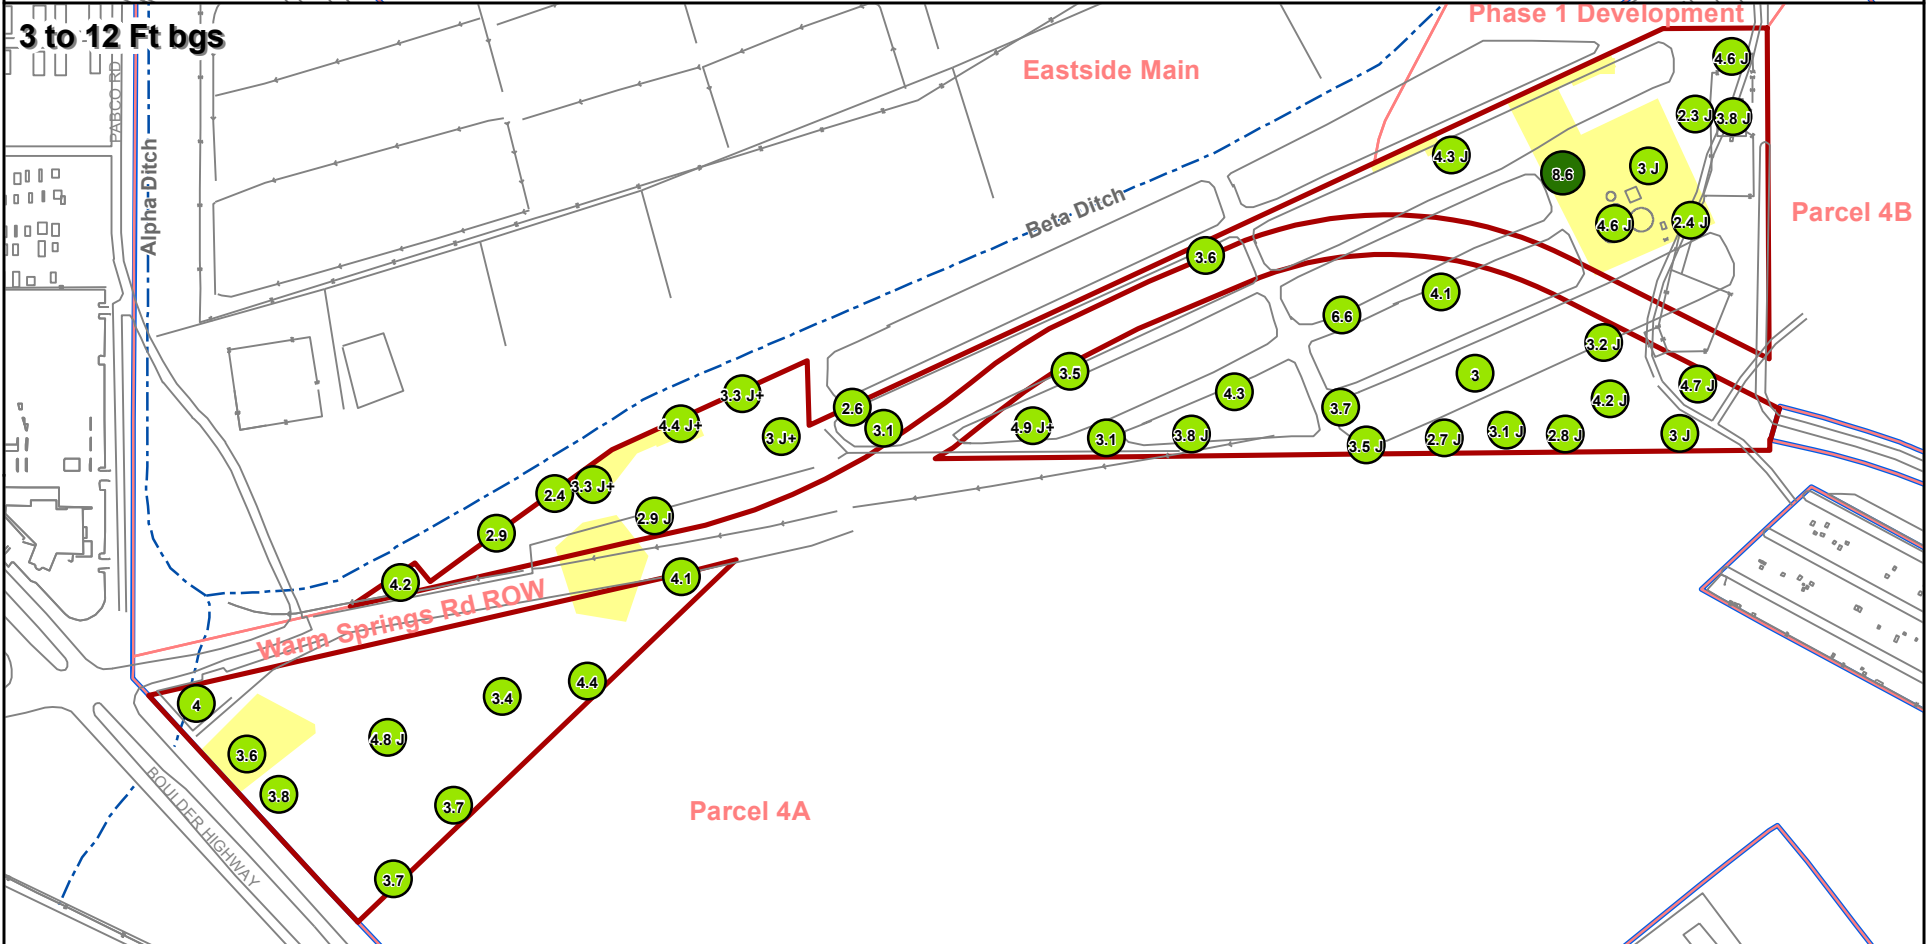 3 to 12 Ft bgs
Phase 1 Development
Eastside Main
PABCO RD
Alpha Ditch
Beta Ditch
Parcel 4B
4.6 J
2.3 J
3.8 J
4.3 J
8.6
3 J
4.6 J
2.4 J
3.6
4.1
6.6
3.2 J
3.5
3
4.7 J
3.3 J+
4.3
4.2 J
2.6
3.7
4.4 J+
3.1
4.9 J+
3 J+
3.1
3.8 J
3.5 J
2.7 J
3.1 J
2.8 J
3 J
2.4
3.3 J+
2.9 J
2.9
4.2
4.1
Warm Springs Rd ROW
4.4
3.4
4
4.8 J
3.6
3.8
3.7
Parcel 4A
BOULDER HIGHWAY
3.7